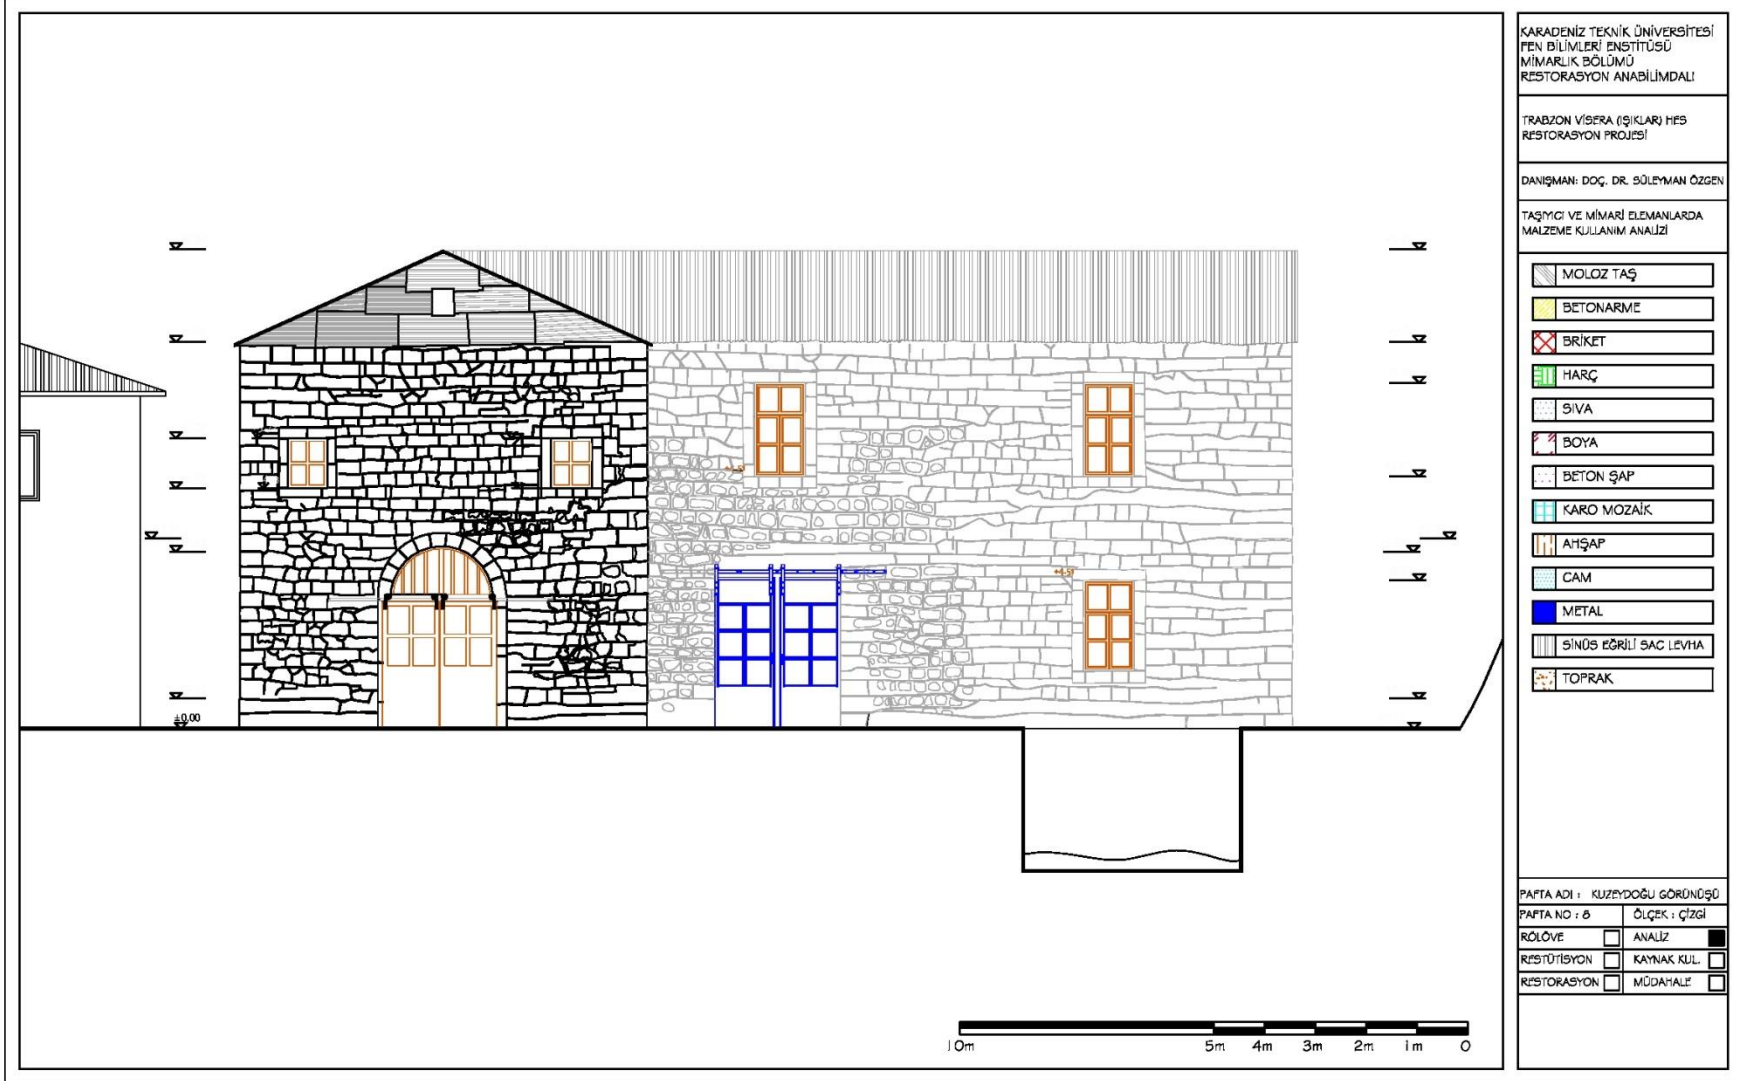 KARADENİZ TEKNİK ÜNİVERSİTESİ
FEN BİLİMLERİ ENSTİTÜSÜ
MİMARLIK BÖLÜMÜ
RESTORASYON ANABİLİMDALI
TRABZON VİSERA (IŞIKLAR) HES
RESTORASYON PROJESİ
DANIŞMAN: DOÇ. DR. SÜLEYMAN ÖZGEN
TAŞIYICI VE MİMARİ ELEMANLARDA
MALZEME KULLANIM ANALİZİ
MOLOZ TAŞ
BETONARME
BRİKET
HARÇ
SIVA
BOYA
BETON ŞAP
KARO MOZAİK
AHŞAP
CAM
METAL
SİNÜS EĞRİLİ SAC LEVHA
TOPRAK
±0.00
PAFTA ADI : KUZEYDOĞU GÖRÜNÜŞÜ
PAFTA NO : 8 ÖLÇEK : ÇİZGİ
RÖLÖVE ANALİZ
RESTÜTİSYON KAYNAK KUL.
RESTORASYON MÜDAHALE
10m 5m 4m 3m 2m 1m 0